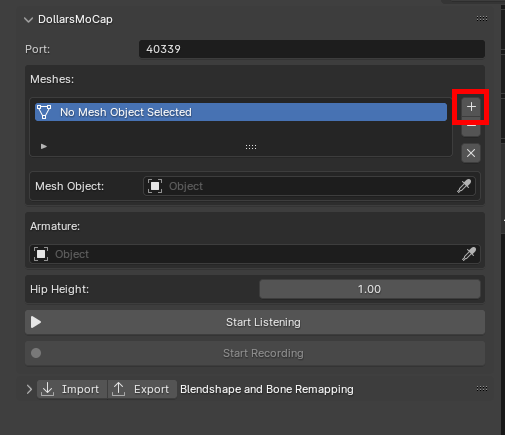 DollarsMoCap
Port: 40339
Meshes:
No Mesh Object Selected
Mesh Object: Object
Armature:
Object
Hip Height: 1.00
Start Listening
Start Recording
Import Export Blendshape and Bone Remapping